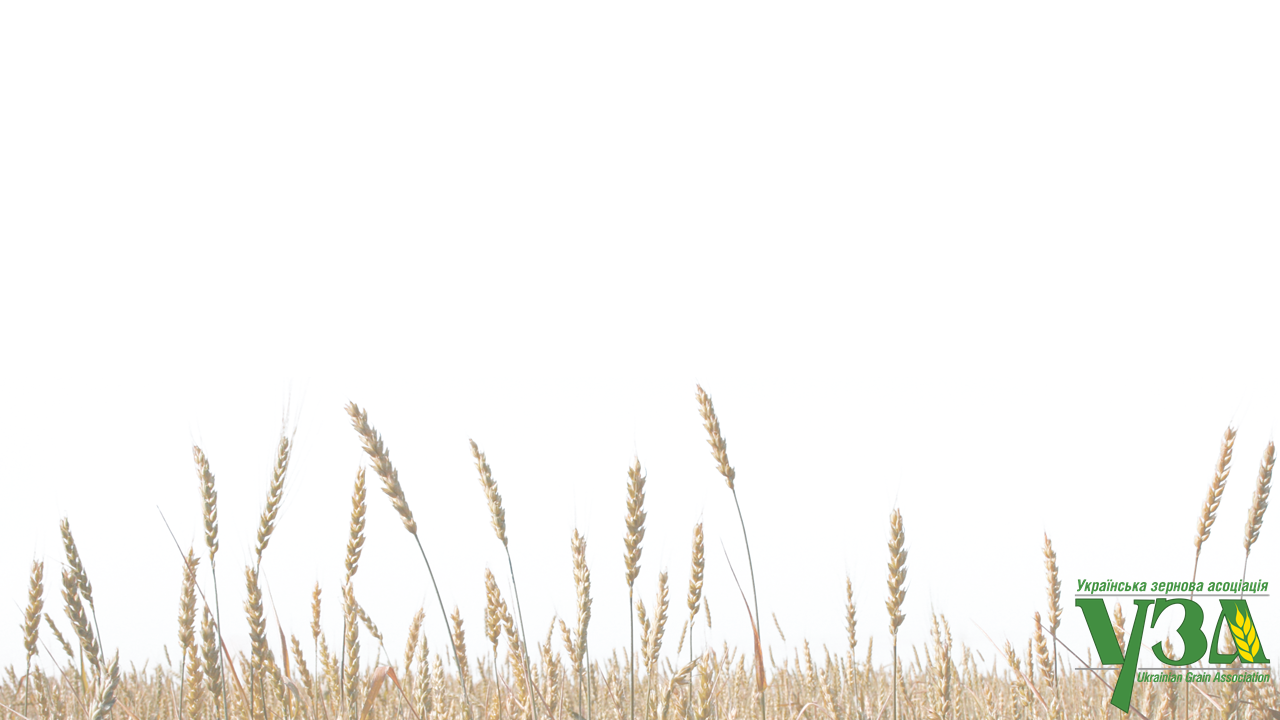 Українська зернова асоціація
УЗА
Ukrainian Grain Association